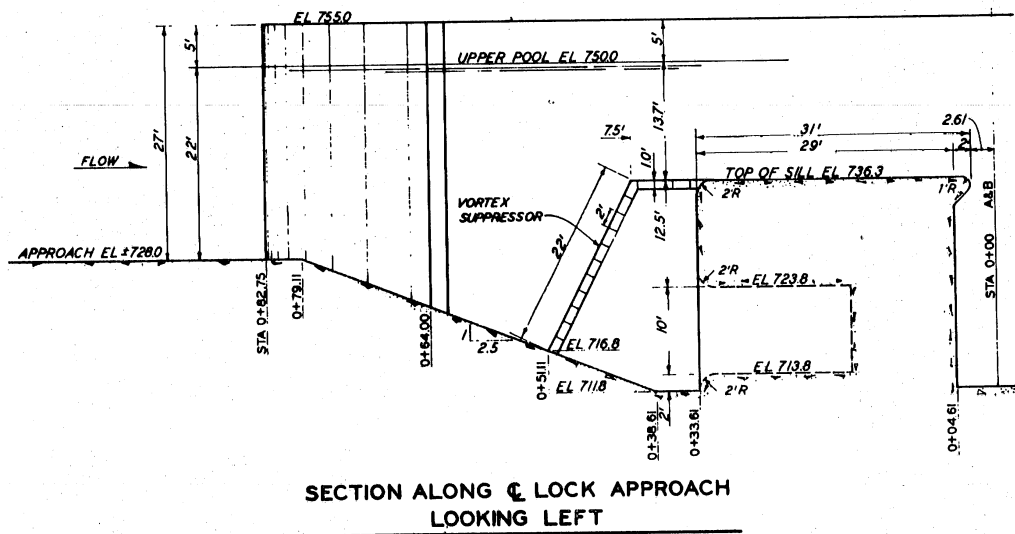 EL 755.0
5'
5'
UPPER POOL EL 750.0
27'
22'
13.7'
7.5'
2.61
31'
29'
2'
FLOW
1.0'
TOP OF SILL EL 736.3
VORTEX
SUPPRESSOR
2'
22'
12.5'
2'R
1'R
APPROACH EL ±728.0
2'R
EL 723.8
STA 0+00 A&B
STA 0+82.75
0+79.11
0+64.00
1
2.5
EL 716.8
10'
0+51.11
EL 711.8
EL 713.8
2'R
2'
0+38.61
0+33.61
0+04.61
SECTION ALONG ℄ LOCK APPROACH
LOOKING LEFT